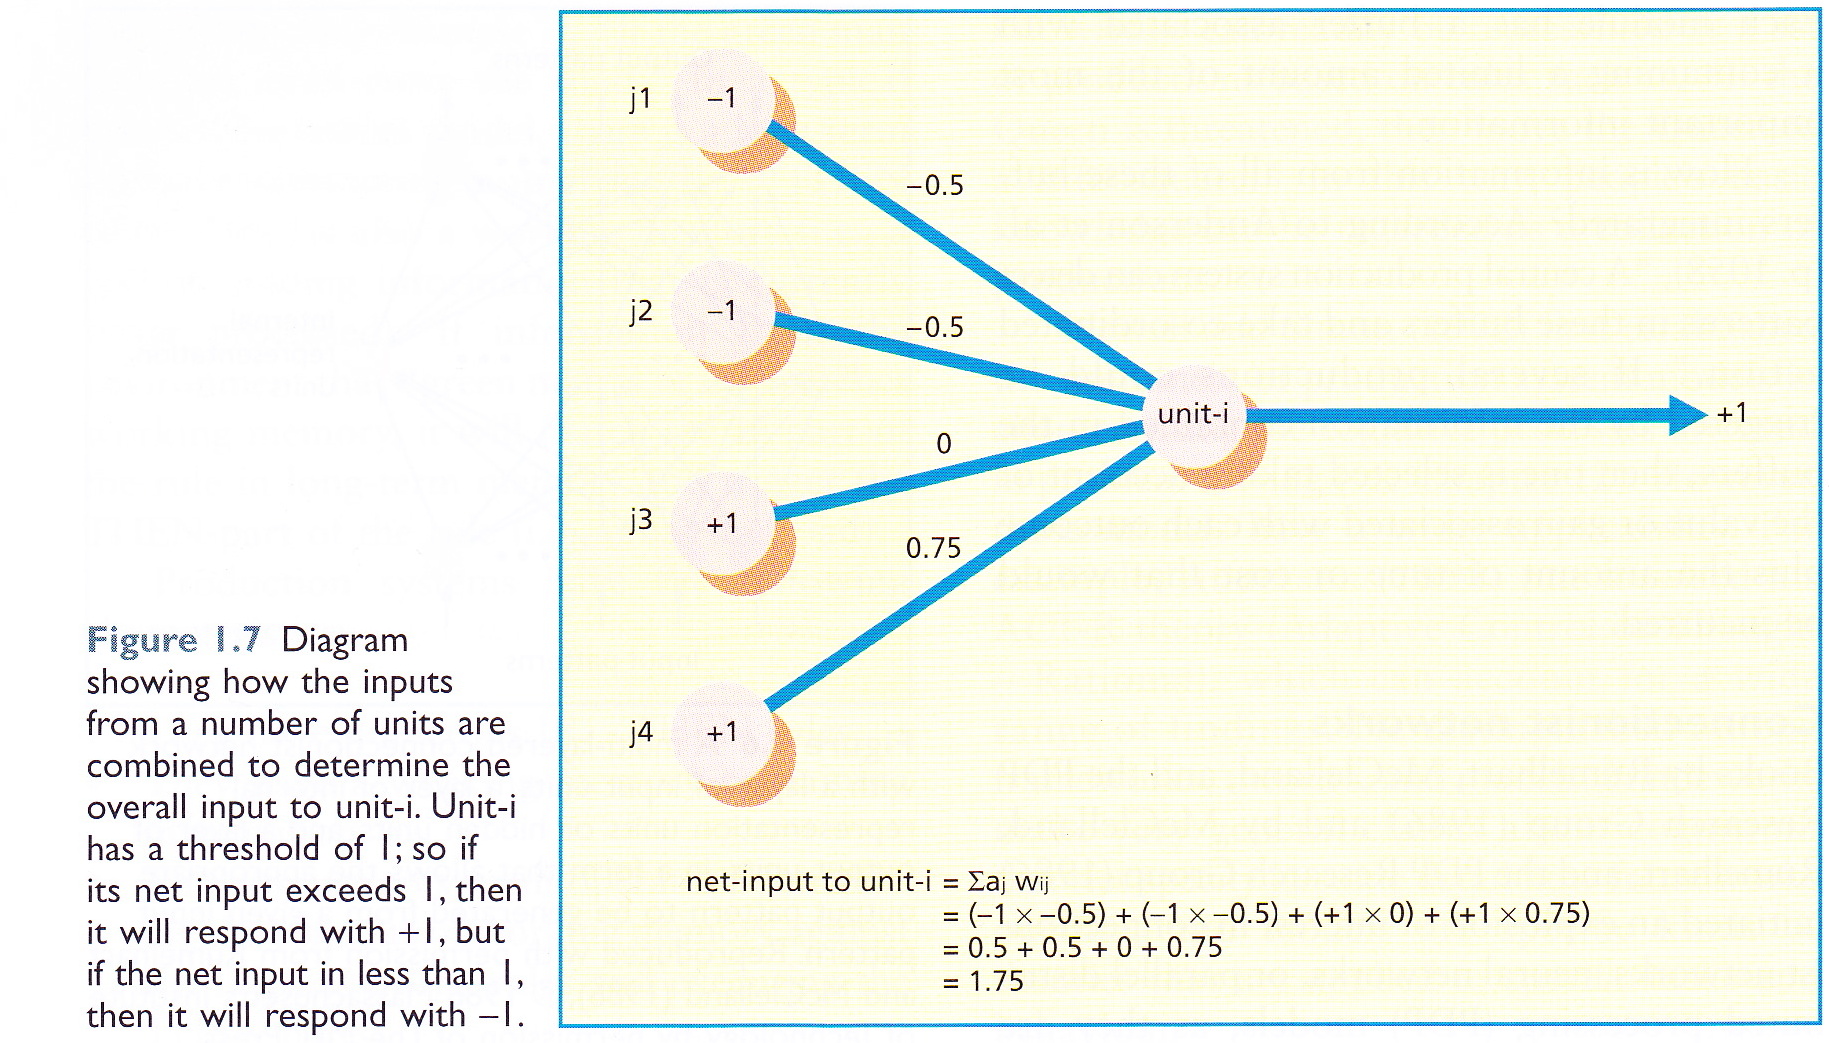 j1
−1
−0.5
j2
−1
−0.5
unit-i
+1
0
j3
+1
0.75
j4
+1
Figure 1.7 Diagram
showing how the inputs
from a number of units are
combined to determine the
overall input to unit-i. Unit-i
has a threshold of 1; so if
its net input exceeds 1, then
it will respond with +1, but
if the net input in less than 1,
then it will respond with −1.
net-input to unit-i = Σaj wij
= (−1 × −0.5) + (−1 × −0.5) + (+1 × 0) + (+1 × 0.75)
= 0.5 + 0.5 + 0 + 0.75
= 1.75